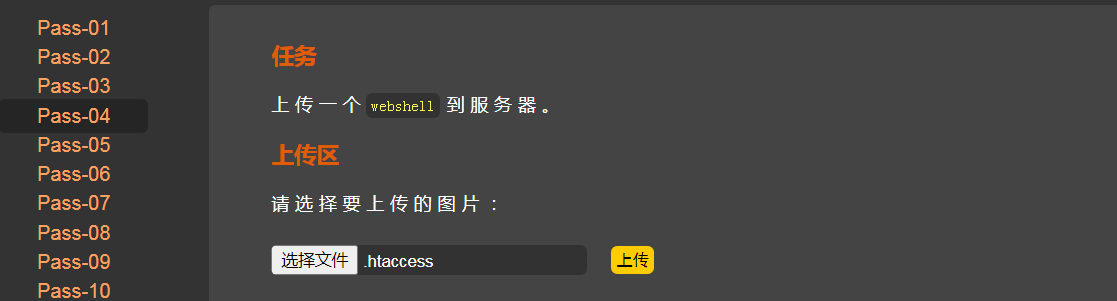 Pass-01
Pass-02
Pass-03
Pass-04
Pass-05
Pass-06
Pass-07
Pass-08
Pass-09
Pass-10
任务
上传一个 webshell 到服务器。
上传区
请选择要上传的图片：
选择文件 .htaccess 上传